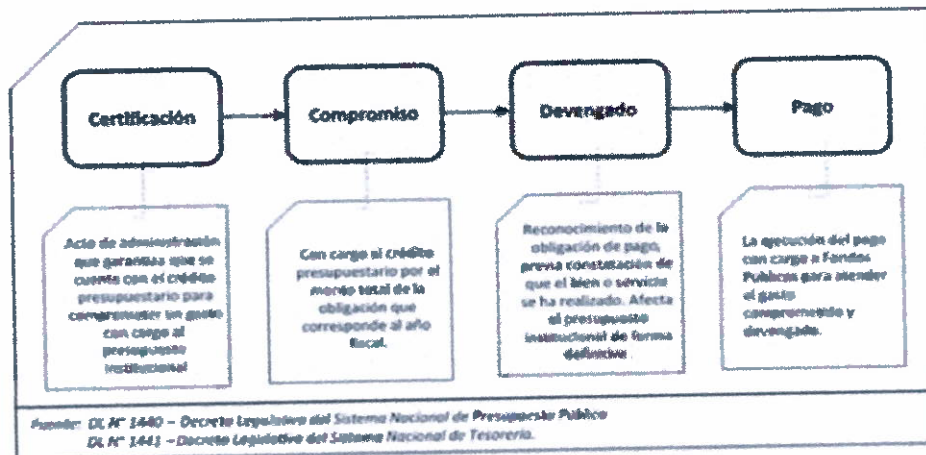 Certificación
Compromiso
Devengado
Pago
Acto de administración
que garantiza que se
cuenta con el crédito
presupuestario para
comprometer un gasto
con cargo al
presupuesto
institucional
Con cargo al crédito
presupuestario por el
monto total de la
obligación que
corresponde al año
fiscal.
Reconocimiento de la
obligación de pago,
previa constatación de
que el bien o servicio
se ha realizado. Afecta
el presupuesto
institucional de forma
definitiva
La ejecución del pago
con cargo a Fondos
Públicos para atender
el gasto
comprometido y
devengado.
Fuente: DL N° 1440 – Decreto Legislativo del Sistema Nacional de Presupuesto Público
DL N° 1441 – Decreto Legislativo del Sistema Nacional de Tesorería.